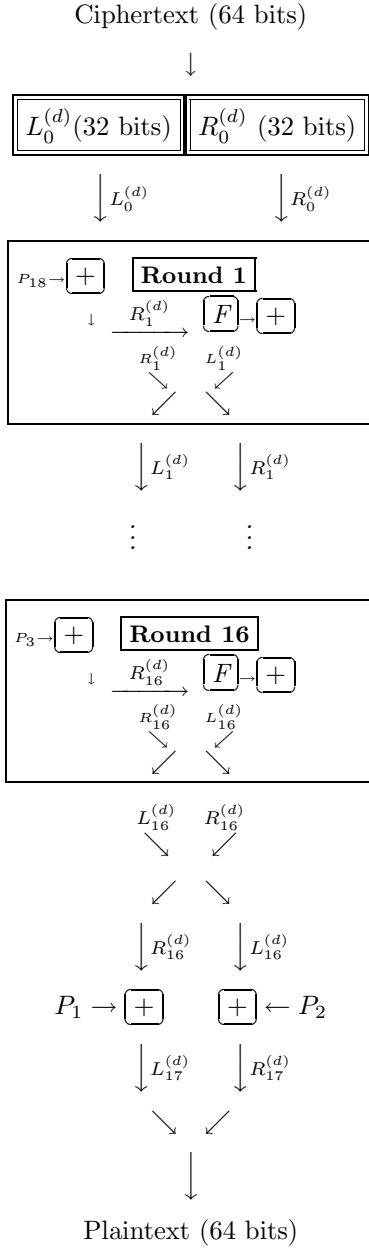 Ciphertext (64 bits)
↓
L_0^{(d)}(32 bits) R_0^{(d)} (32 bits)
↓ L_0^{(d)} ↓ R_0^{(d)}
P_{18}→ + Round 1
↓ R_1^{(d)} → F → +
R_1^{(d)} L_1^{(d)}
↘ ↙
↙ ↘
↓ L_1^{(d)} ↓ R_1^{(d)}
⋮ ⋮
P_3→ + Round 16
↓ R_{16}^{(d)} → F → +
R_{16}^{(d)} L_{16}^{(d)}
↘ ↙
↙ ↘
L_{16}^{(d)} R_{16}^{(d)}
↘ ↙
↙ ↘
↓ R_{16}^{(d)} ↓ L_{16}^{(d)}
P_1 → + + ← P_2
↓ L_{17}^{(d)} ↓ R_{17}^{(d)}
↘ ↙
↓
Plaintext (64 bits)